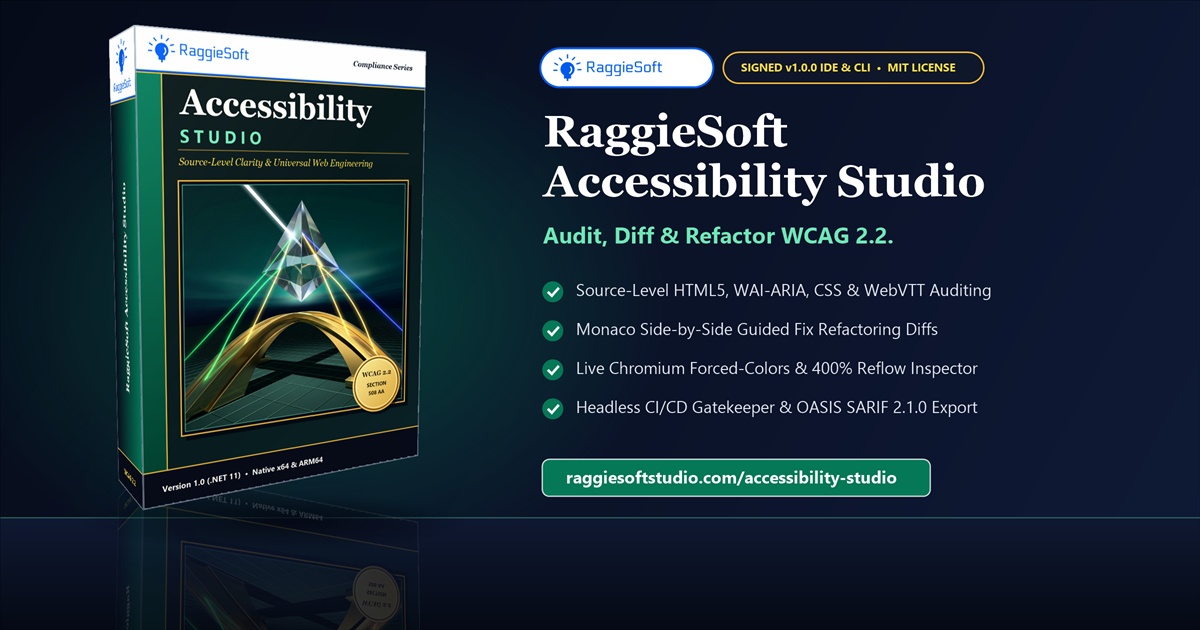 RaggieSoft
Compliance Series
RaggieSoft
Accessibility
STUDIO
Source-Level Clarity & Universal Web Engineering
RaggieSoft Accessibility Studio
WCAG 2.2
SECTION
508 AA
Version 1.0 (.NET 11) • Native x64 & ARM64
RaggieSoft
SIGNED v1.0.0 IDE & CLI • MIT LICENSE
RaggieSoft
Accessibility Studio
Audit, Diff & Refactor WCAG 2.2.
Source-Level HTML5, WAI-ARIA, CSS & WebVTT Auditing
Monaco Side-by-Side Guided Fix Refactoring Diffs
Live Chromium Forced-Colors & 400% Reflow Inspector
Headless CI/CD Gatekeeper & OASIS SARIF 2.1.0 Export
raggiesoftstudio.com/accessibility-studio